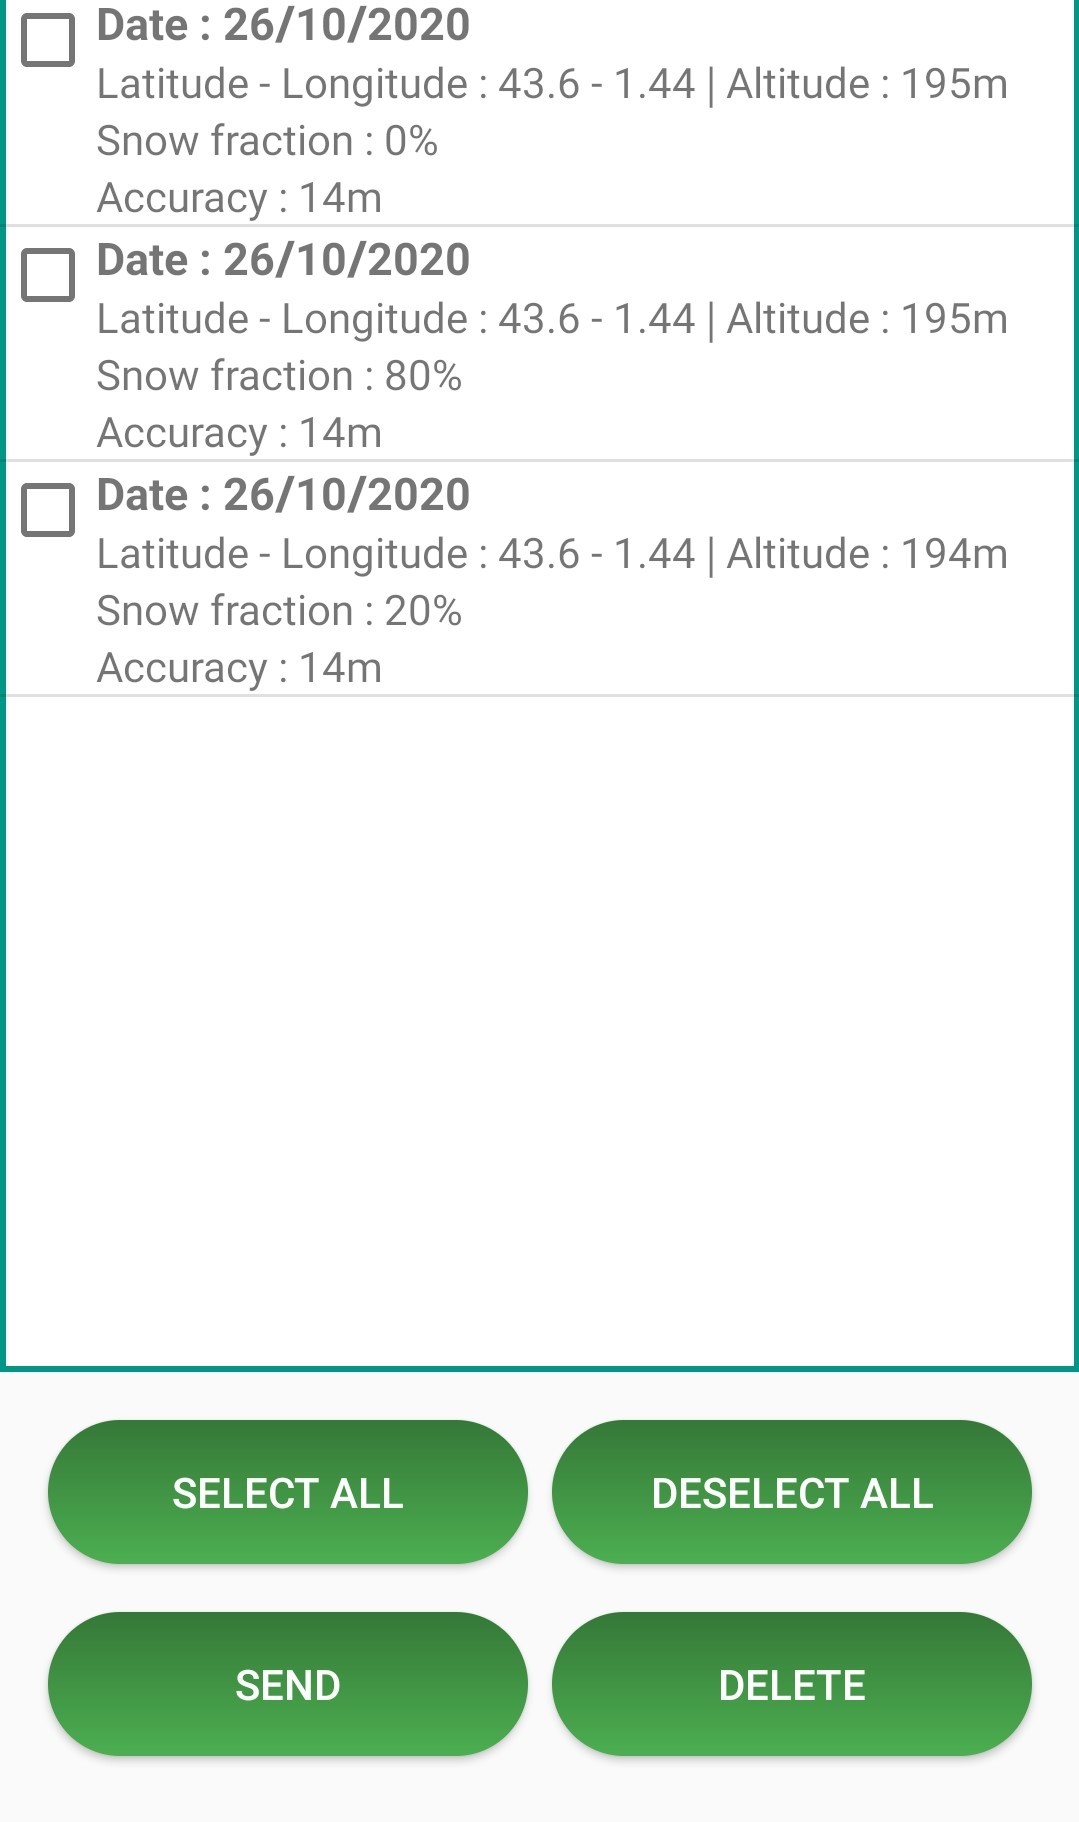 Date : 26/10/2020
Latitude - Longitude : 43.6 - 1.44 | Altitude : 195m
Snow fraction : 0%
Accuracy : 14m
Date : 26/10/2020
Latitude - Longitude : 43.6 - 1.44 | Altitude : 195m
Snow fraction : 80%
Accuracy : 14m
Date : 26/10/2020
Latitude - Longitude : 43.6 - 1.44 | Altitude : 194m
Snow fraction : 20%
Accuracy : 14m
SELECT ALL
DESELECT ALL
SEND
DELETE